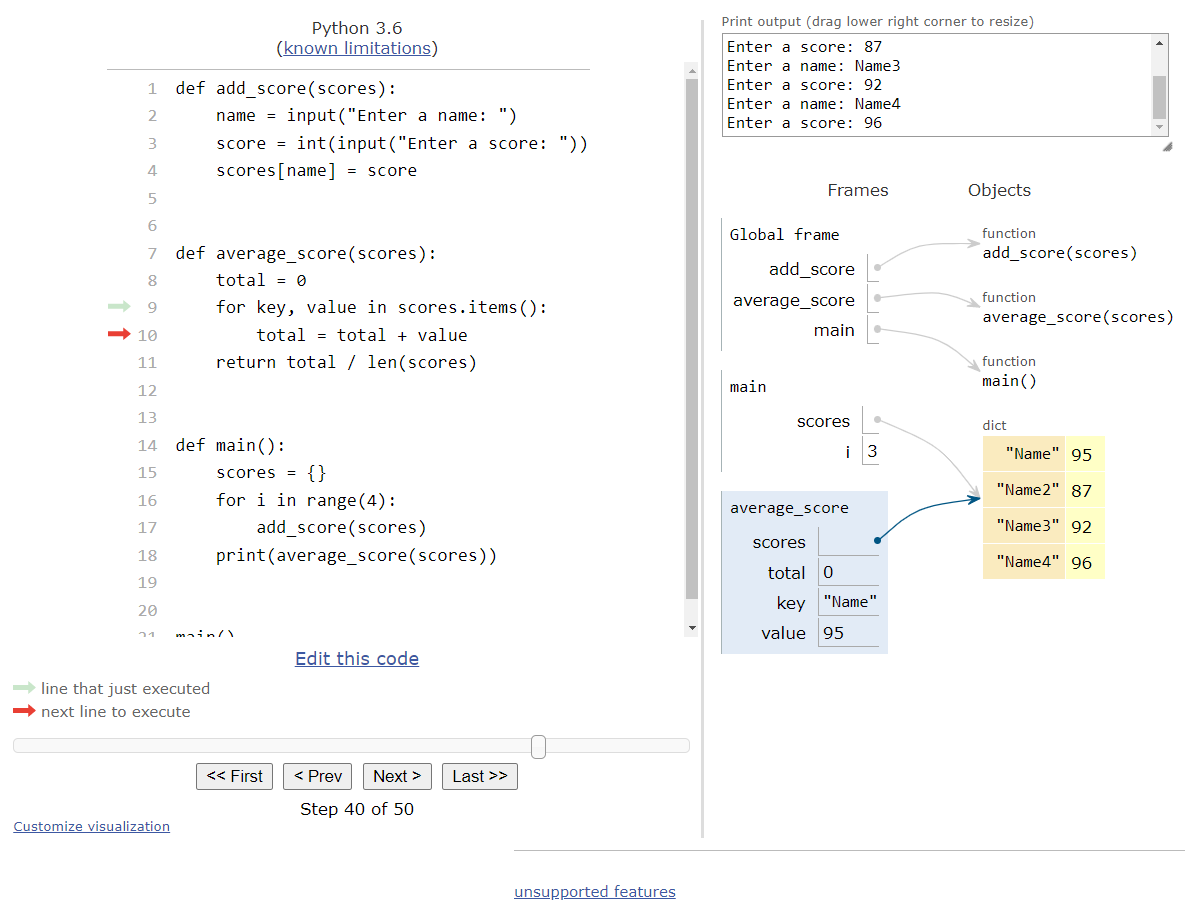 Python 3.6
(known limitations)
1 def add_score(scores):
2     name = input("Enter a name: ")
3     score = int(input("Enter a score: "))
4     scores[name] = score
5
6
7 def average_score(scores):
8     total = 0
9     for key, value in scores.items():
10         total = total + value
11     return total / len(scores)
12
13
14 def main():
15     scores = {}
16     for i in range(4):
17         add_score(scores)
18     print(average_score(scores))
19
20
21 main()
Edit this code
line that just executed
next line to execute
<< First < Prev Next > Last >>
Step 40 of 50
Customize visualization
Print output (drag lower right corner to resize)
Enter a score: 87
Enter a name: Name3
Enter a score: 92
Enter a name: Name4
Enter a score: 96
Frames Objects
Global frame
add_score
average_score
main
function
add_score(scores)
function
average_score(scores)
function
main()
main
scores
i 3
dict
"Name" 95
"Name2" 87
"Name3" 92
"Name4" 96
average_score
scores
total 0
key "Name"
value 95
unsupported features